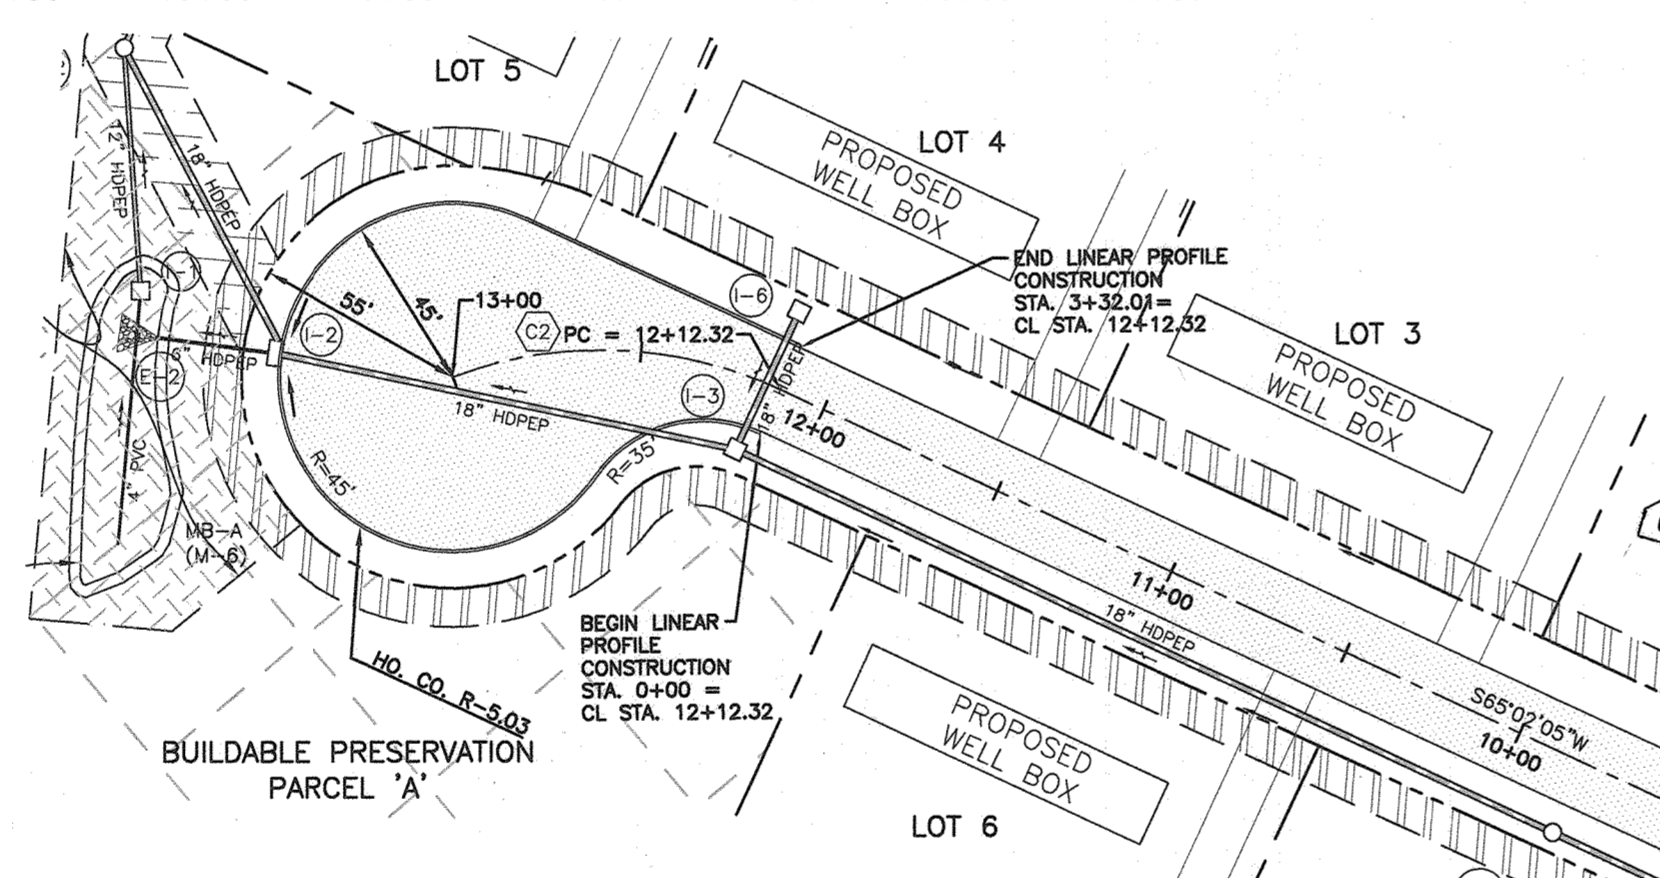 LOT 5
LOT 4
PROPOSED
WELL BOX
12" HDPEP
18" HDPEP
END LINEAR PROFILE
CONSTRUCTION
STA. 3+32.01=
CL STA. 12+12.32
I-6
I-1
55'
45'
13+00
C2
PC = 12+12.32
LOT 3
PROPOSED
WELL BOX
I-2
6" HDPEP
E-2
I-3
18" HDPEP
18" HDPEP
12+00
4" PVC
R=45'
R=35'
MB-A
(M-6)
11+00
18" HDPEP
BEGIN LINEAR
PROFILE
CONSTRUCTION
STA. 0+00 =
CL STA. 12+12.32
HO. CO. R-5.03
PROPOSED
WELL BOX
S65°02'05"W
10+00
BUILDABLE PRESERVATION
PARCEL 'A'
LOT 6